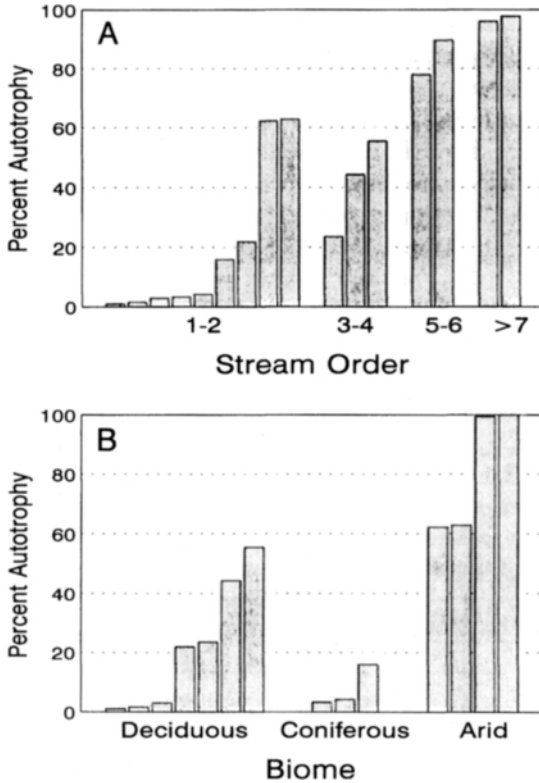 A
100
80
60
40
20
0
Percent Autotrophy
1-2 3-4 5-6 >7
Stream Order
B
100
80
60
40
20
0
Percent Autotrophy
Deciduous Coniferous Arid
Biome